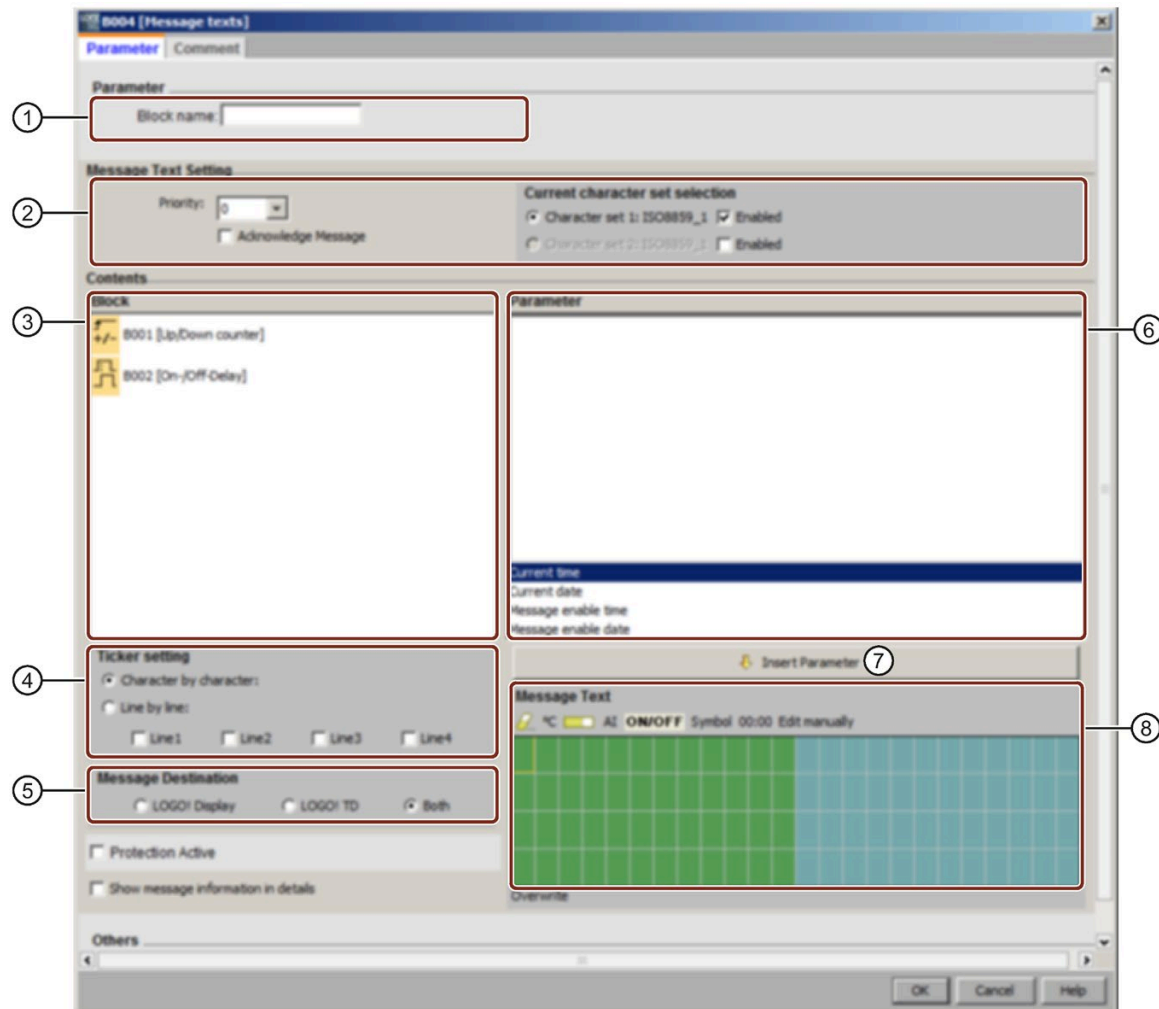 B004 [Message texts]
Parameter Comment
Parameter
1 Block name:
Message Text Setting
2 Priority: 0
Acknowledge Message
Current character set selection
Character set 1: ISO8859_1 Enabled
Character set 2: ISO8859_1 Enabled
Contents
3 Block
B001 [Up/Down counter]
B002 [On-/Off-Delay]
Parameter 6
Current time
Current date
Message enable time
Message enable date
4 Ticker setting
Character by character:
Line by line:
Line1 Line2 Line3 Line4
Insert Parameter 7
5 Message Destination
LOGO! Display LOGO! TD Both
Message Text 8
°C AI ON/OFF Symbol 00:00 Edit manually
Protection Active
Show message information in details
Overwrite
Others
OK Cancel Help